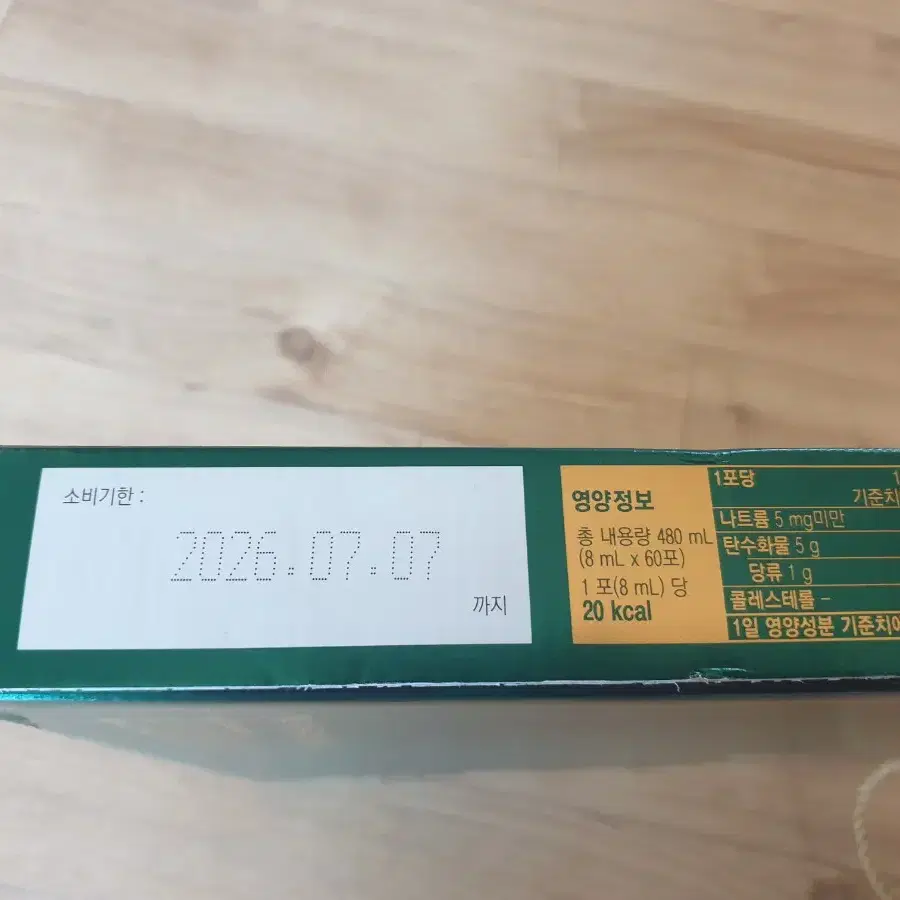 소비기한 :
2026.07.07
까지
영양정보
총 내용량 480 mL
(8 mL x 60포)
1 포(8 mL) 당
20 kcal
1포당
기준치
나트륨 5 mg미만
탄수화물 5 g
당류 1 g
콜레스테롤 -
1일 영양성분 기준치에